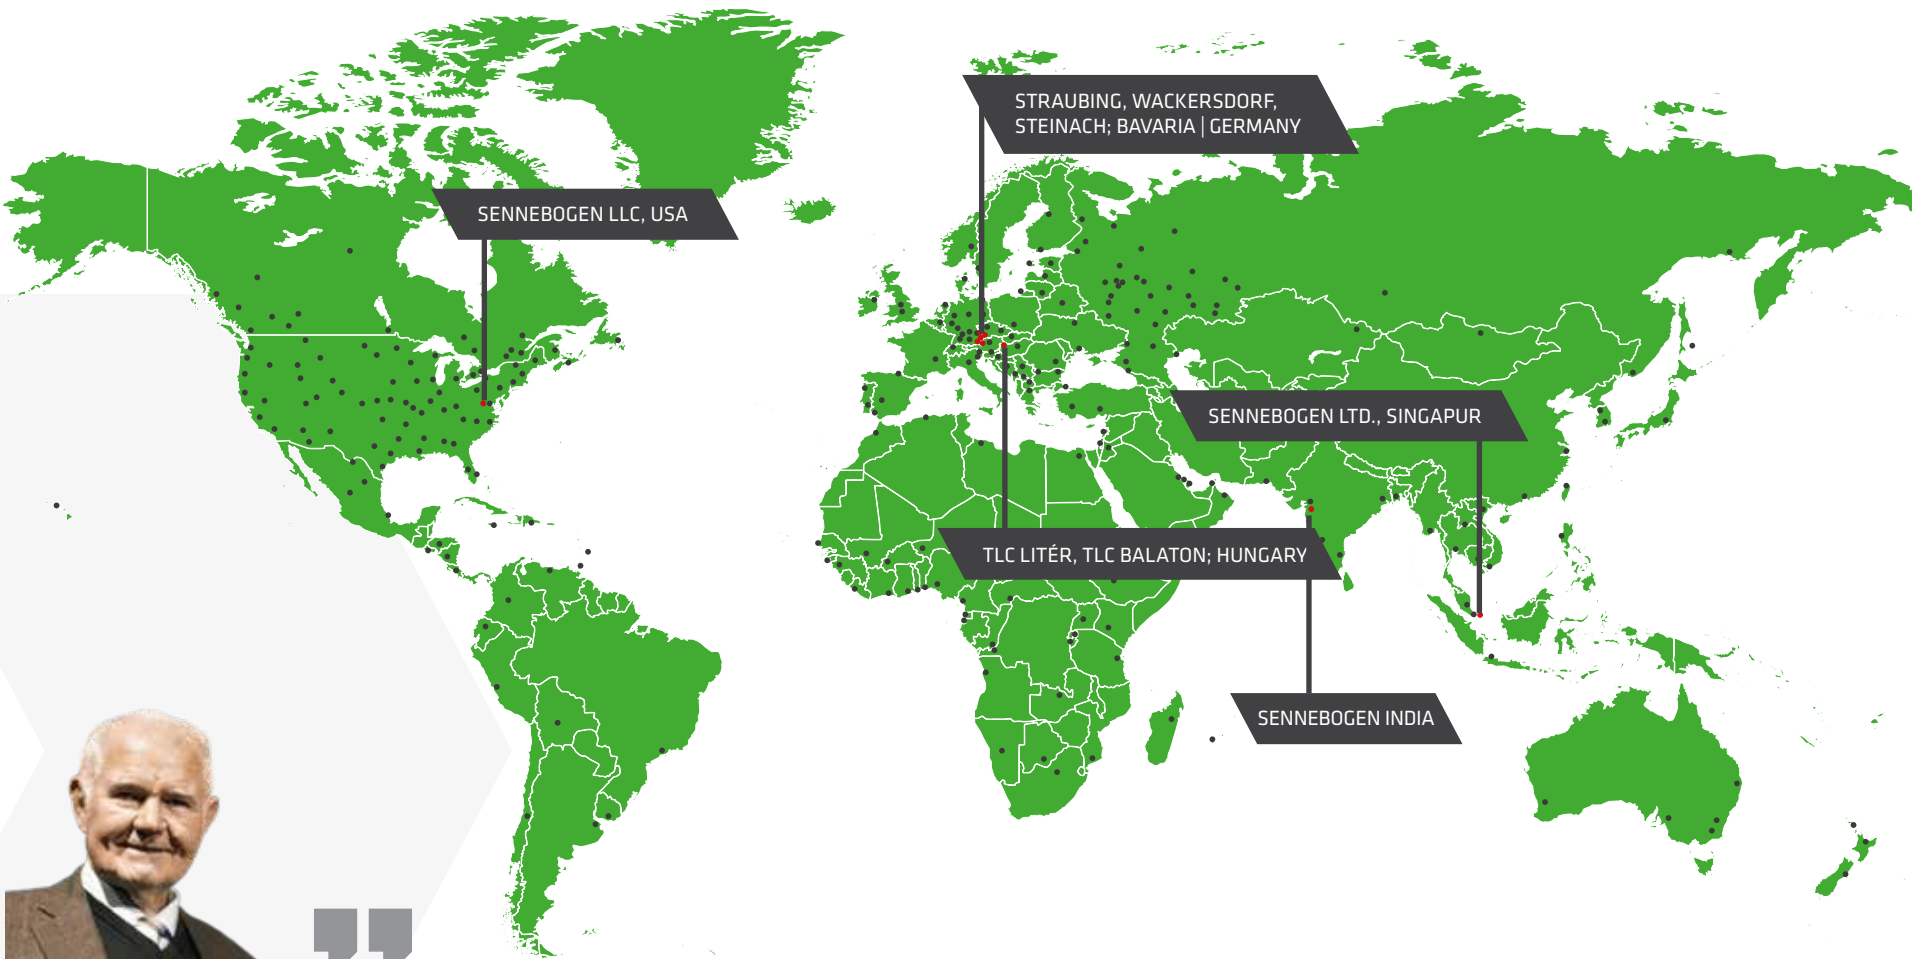 STRAUBING, WACKERSDORF,
STEINACH; BAVARIA | GERMANY
SENNEBOGEN LLC, USA
SENNEBOGEN LTD., SINGAPUR
TLC LITÉR, TLC BALATON; HUNGARY
SENNEBOGEN INDIA